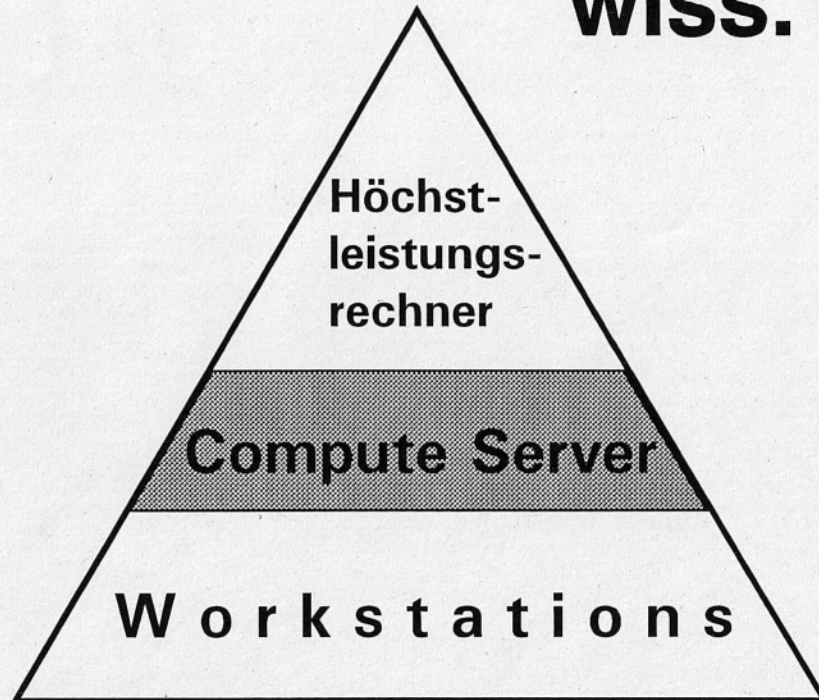 wiss.
Höchst-
leistungs-
rechner
Compute Server
Workstations